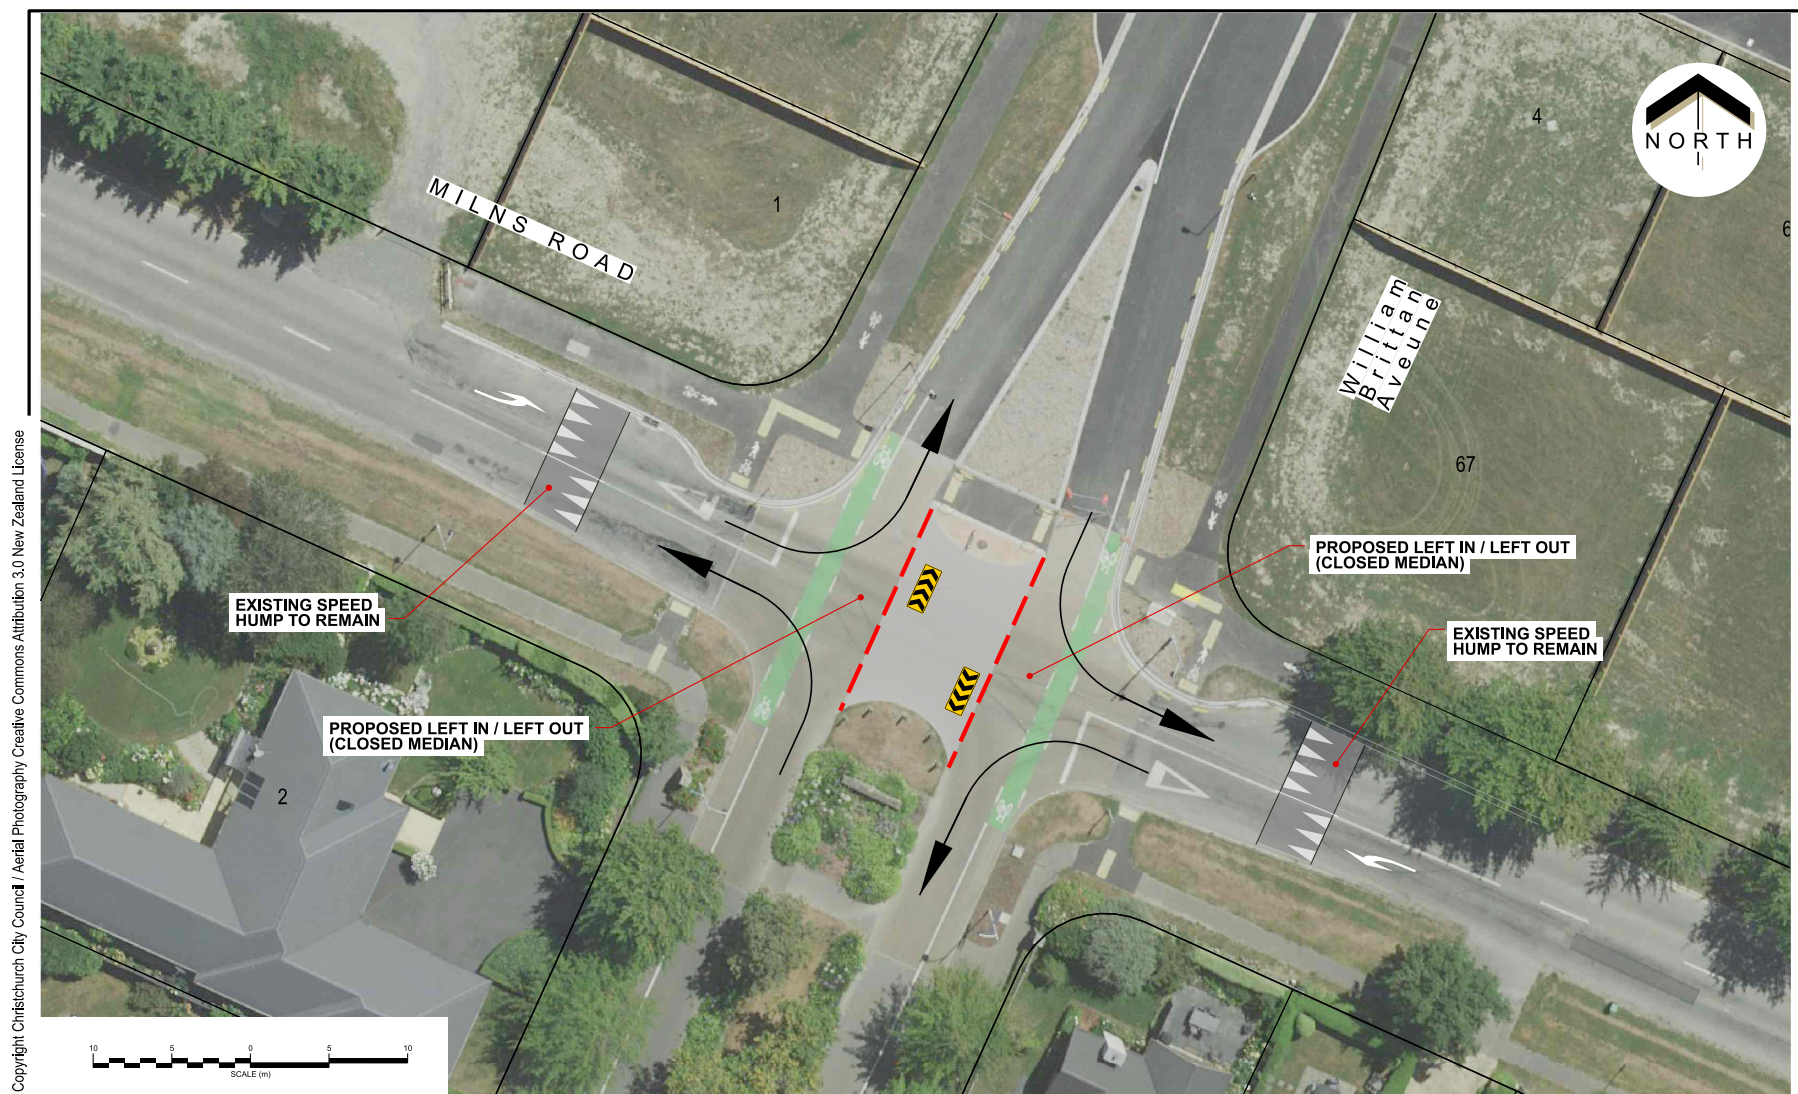 MILNS ROAD
1
4
6
NORTH
William
Brittan
Aveune
67
PROPOSED LEFT IN / LEFT OUT
(CLOSED MEDIAN)
EXISTING SPEED
HUMP TO REMAIN
EXISTING SPEED
HUMP TO REMAIN
PROPOSED LEFT IN / LEFT OUT
(CLOSED MEDIAN)
2
10 5 0 5 10
SCALE (m)
Copyright Christchurch City Council / Aerial Photography Creative Commons Attribution 3.0 New Zealand License